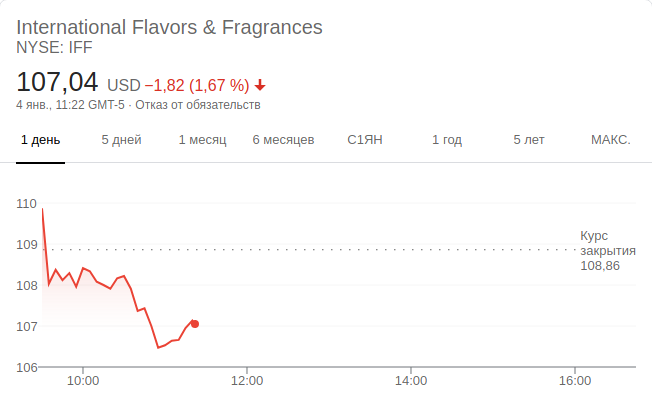 International Flavors & Fragrances
NYSE: IFF
107,04 USD −1,82 (1,67 %)
4 янв., 11:22 GMT-5 · Отказ от обязательств
1 день 5 дней 1 месяц 6 месяцев С1ЯН 1 год 5 лет МАКС.
110
109
108
107
106
Курс
закрытия
108,86
10:00 12:00 14:00 16:00